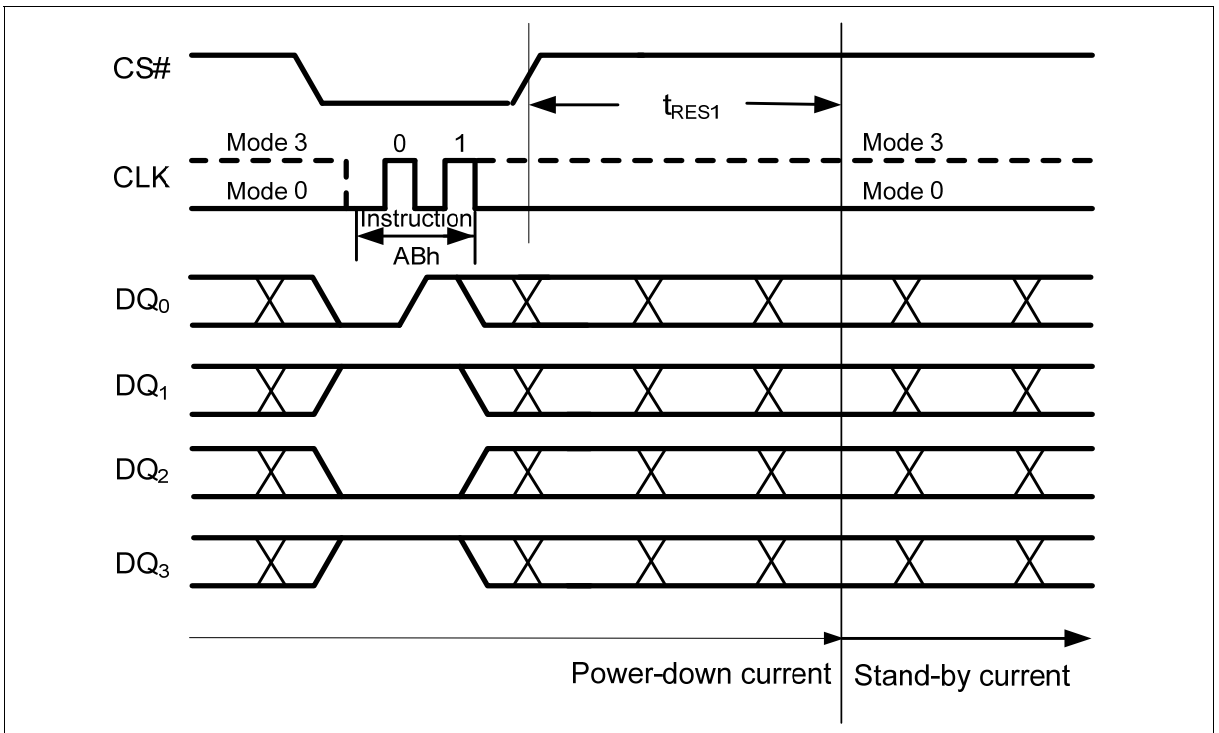 CS#
tRES1
Mode 3 0 1 Mode 3
CLK
Mode 0 Mode 0
Instruction
ABh
DQ0
DQ1
DQ2
DQ3
Power-down current Stand-by current